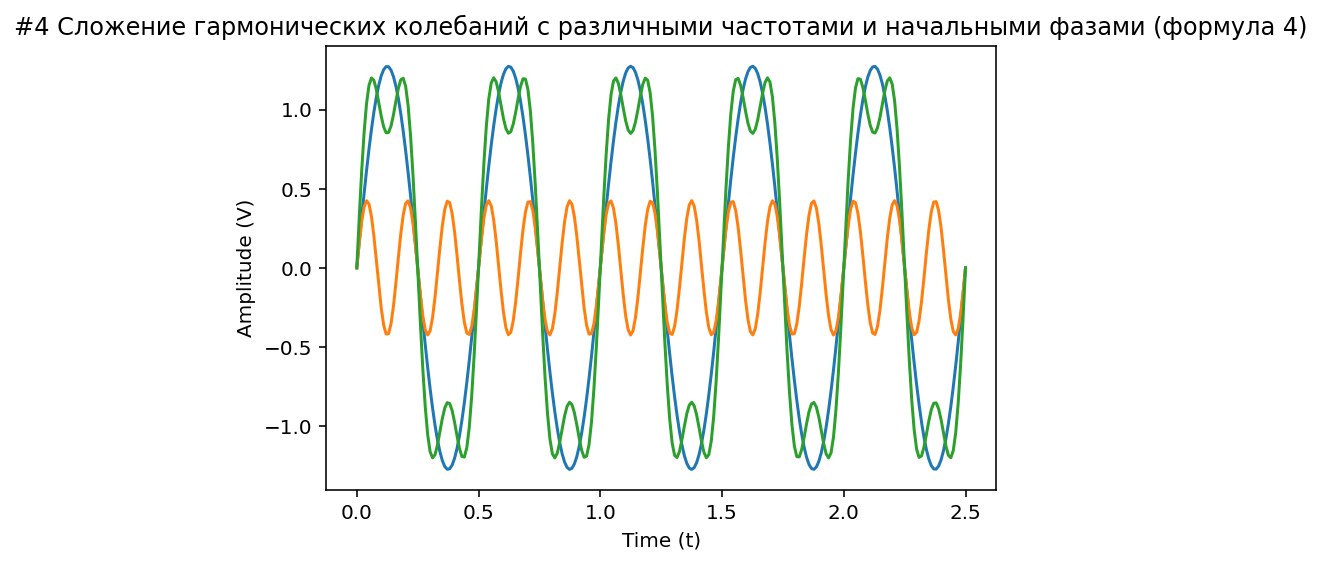 #4 Сложение гармонических колебаний с различными частотами и начальными фазами (формула 4)
1.0
0.5
0.0
−0.5
−1.0
Amplitude (V)
0.0 0.5 1.0 1.5 2.0 2.5
Time (t)